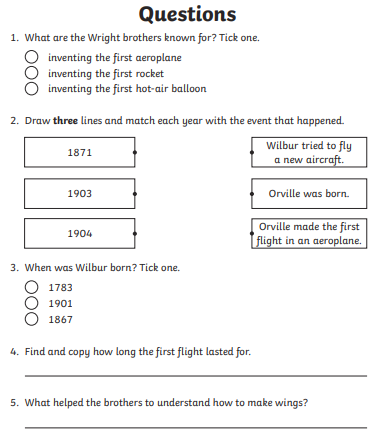 Questions
1. What are the Wright brothers known for? Tick one.
inventing the first aeroplane
inventing the first rocket
inventing the first hot-air balloon
2. Draw three lines and match each year with the event that happened.
1871
Wilbur tried to fly
a new aircraft.
1903
Orville was born.
1904
Orville made the first
flight in an aeroplane.
3. When was Wilbur born? Tick one.
1783
1901
1867
4. Find and copy how long the first flight lasted for.
5. What helped the brothers to understand how to make wings?